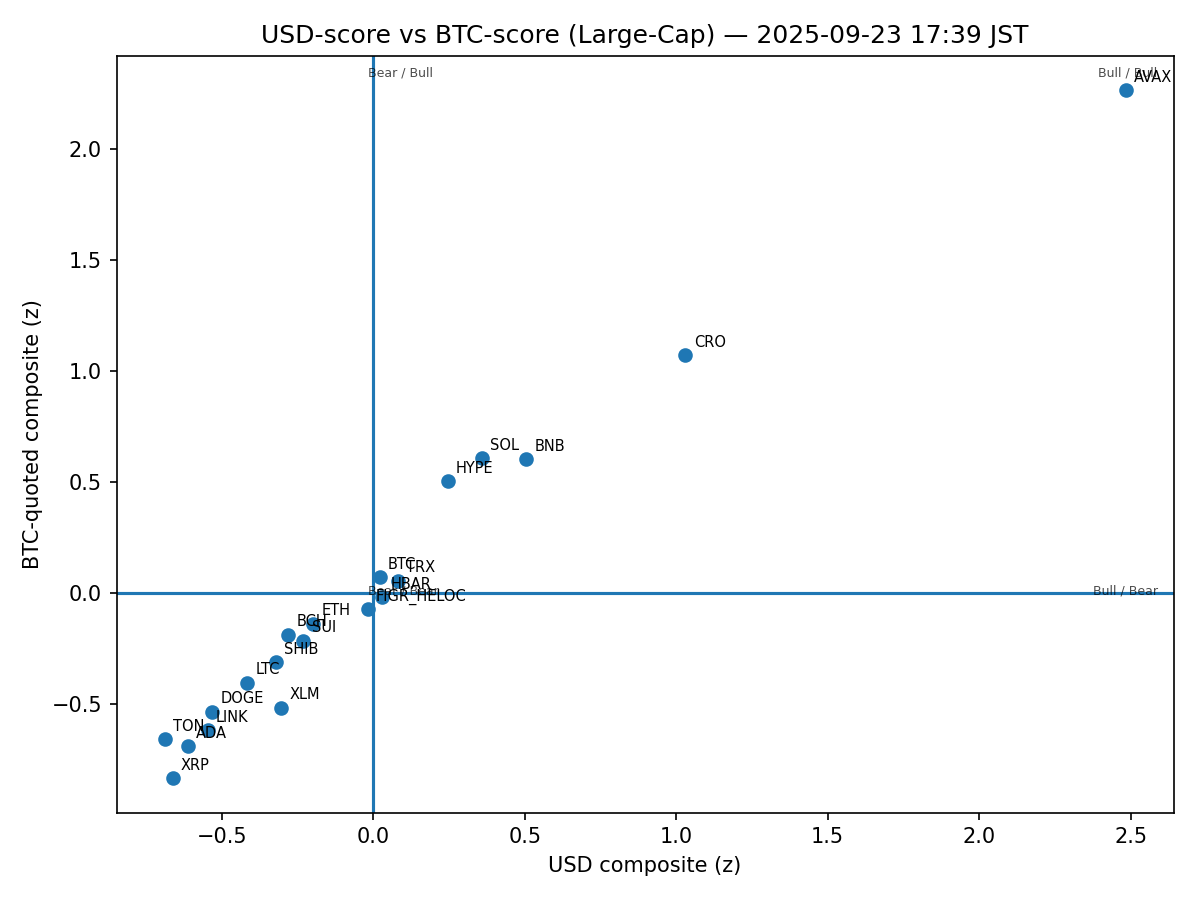 USD-score vs BTC-score (Large-Cap) — 2025-09-23 17:39 JST
Bear / Bull
Bull / Bull
AVAX
2.0
1.5
CRO
1.0
SOL
BNB
HYPE
0.5
BTC
TRX
HBAR
0.0
Bull / Bear
FIGR_HELOC
ETH
BCH
SUI
SHIB
LTC
XLM
DOGE
−0.5
LINK
TON
ADA
XRP
−0.5
0.0
0.5
1.0
1.5
2.0
2.5
USD composite (z)
BTC-quoted composite (z)